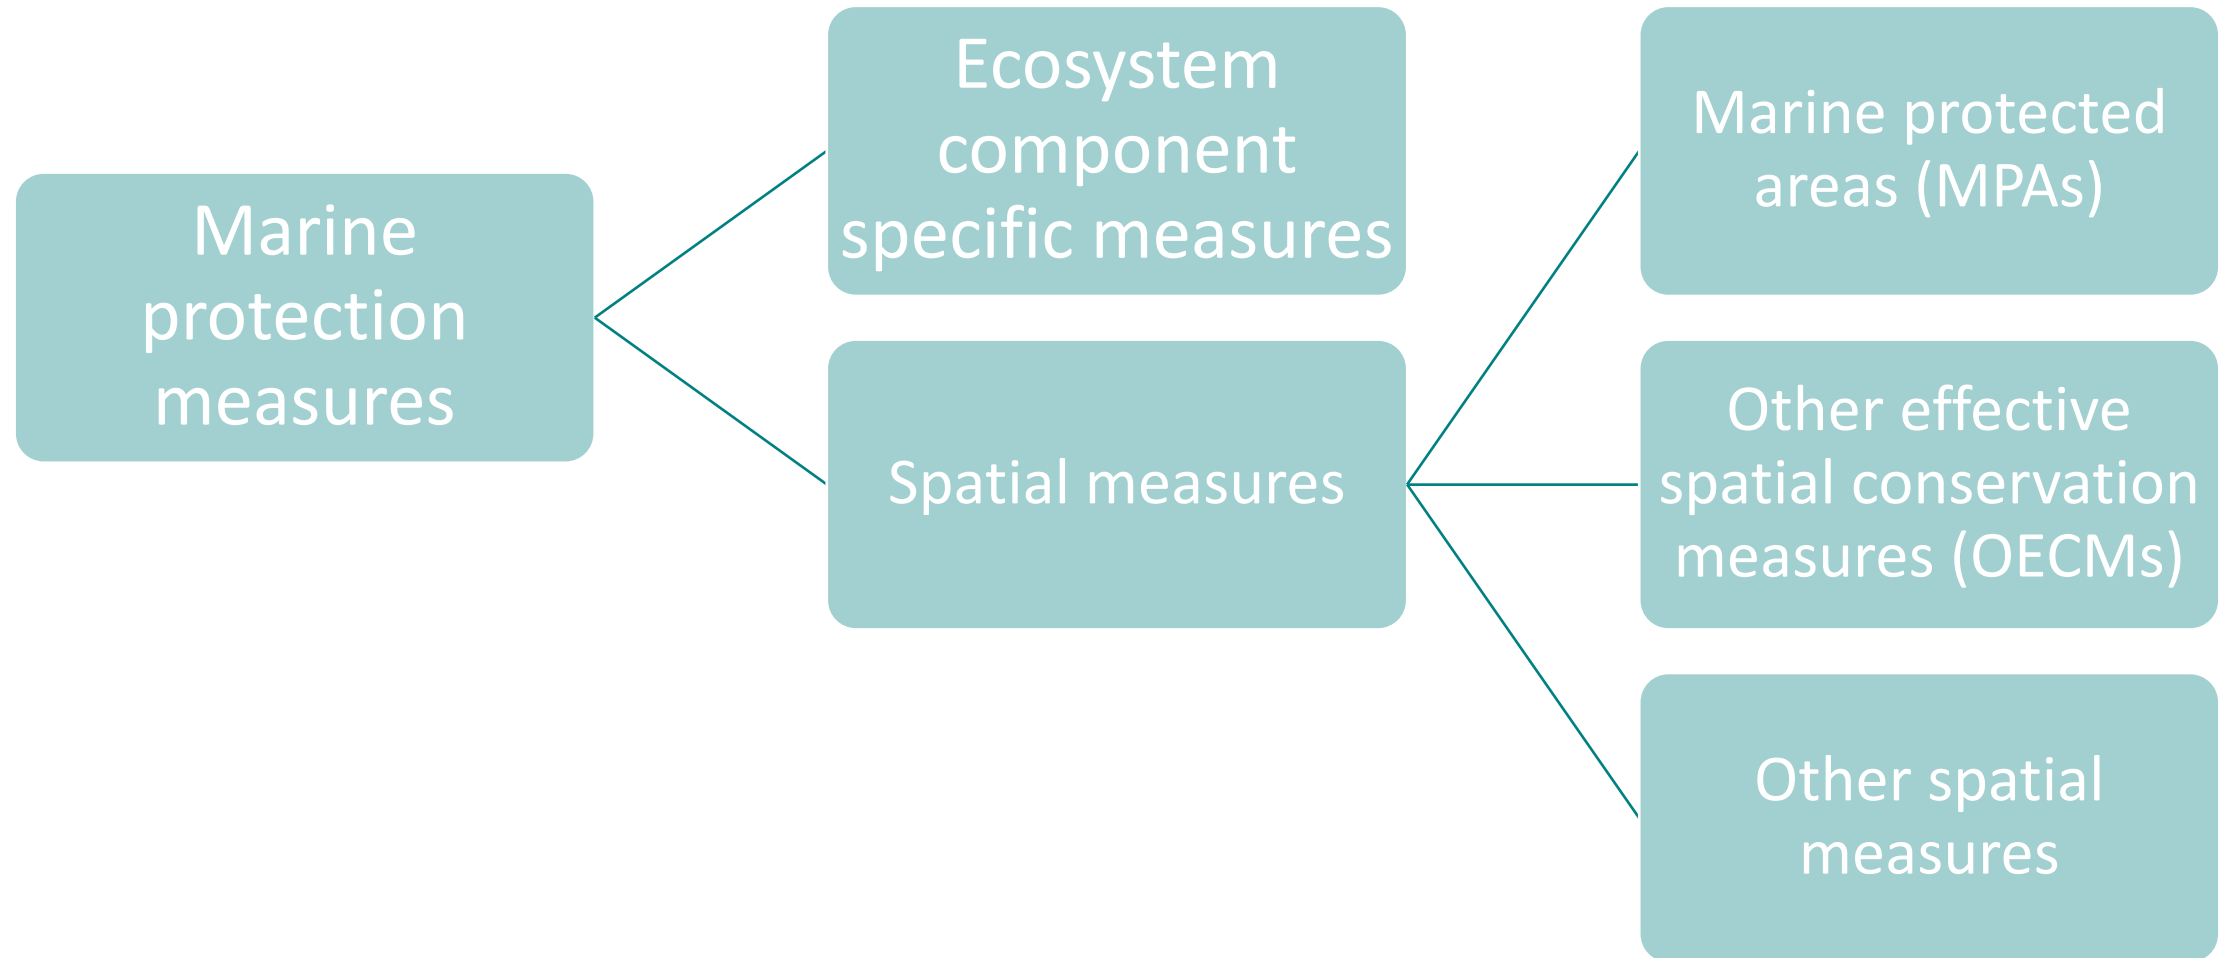 Marine
protection
measures
Ecosystem
component
specific measures
Spatial measures
Marine protected
areas (MPAs)
Other effective
spatial conservation
measures (OECMs)
Other spatial
measures